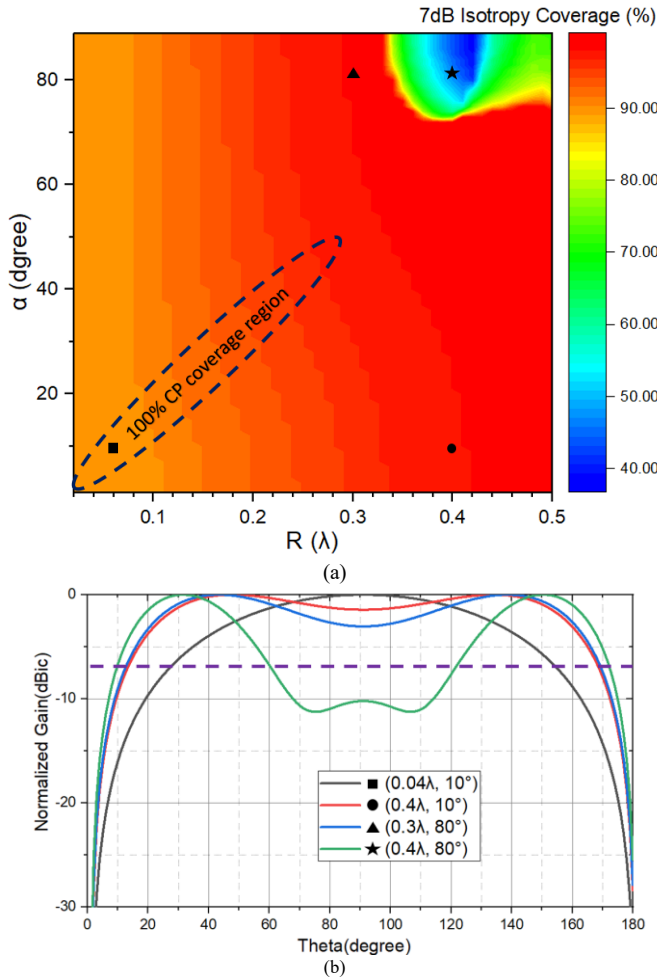 7dB Isotropy Coverage (%)
80
60
40
20
α (dgree)
100% CP coverage region
90.00
80.00
70.00
60.00
50.00
40.00
0.1
0.2
0.3
0.4
0.5
R (λ)
(a)
0
-10
-20
-30
Normalized Gain(dBic)
(0.04λ, 10°)
(0.4λ, 10°)
(0.3λ, 80°)
(0.4λ, 80°)
0
20
40
60
80
100
120
140
160
180
Theta(degree)
(b)